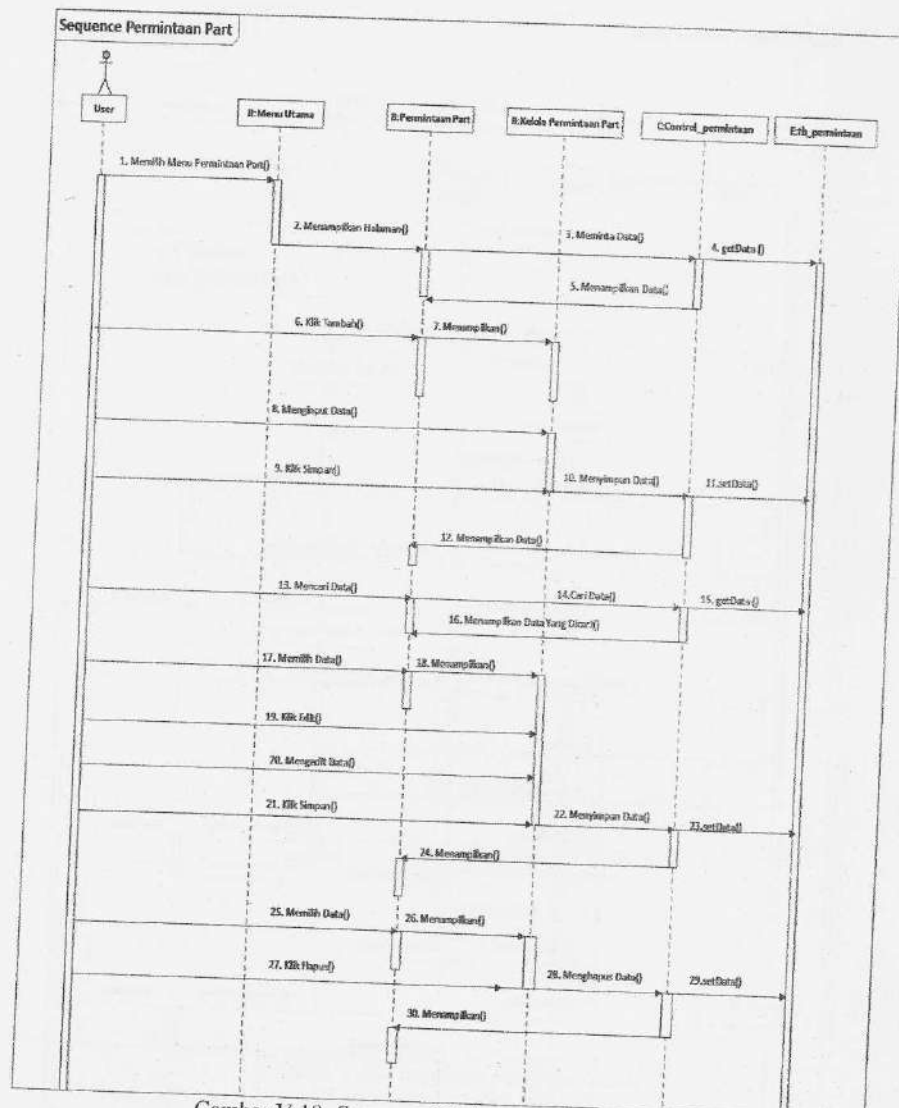 Sequence Permintaan Part
User
B:Menu Utama
B:Permintaan Part
B:Kelola Permintaan Part
C:Control_permintaan
E:tb_permintaan
1. Memilih Menu Permintaan Part()
2. Menampilkan Halaman()
3. Meminta Data()
4. getData ()
5. Menampilkan Data()
6. Klik Tambah()
7. Menampilkan()
8. Menginput Data()
9. Klik Simpan()
10. Menyimpan Data()
11.setData()
12. Menampilkan Data()
13. Mencari Data()
14.Cari Data()
15. getData ()
16. Menampilkan Data Yang Dicari()
17. Memilih Data()
18. Menampilkan()
19. Klik Edit()
20. Mengedit Data()
21. Klik Simpan()
22. Menyimpan Data()
23.setData()
24. Menampilkan()
25. Memilih Data()
26. Menampilkan()
27. Klik Hapus()
28. Menghapus Data()
29.setData()
30. Menampilkan()